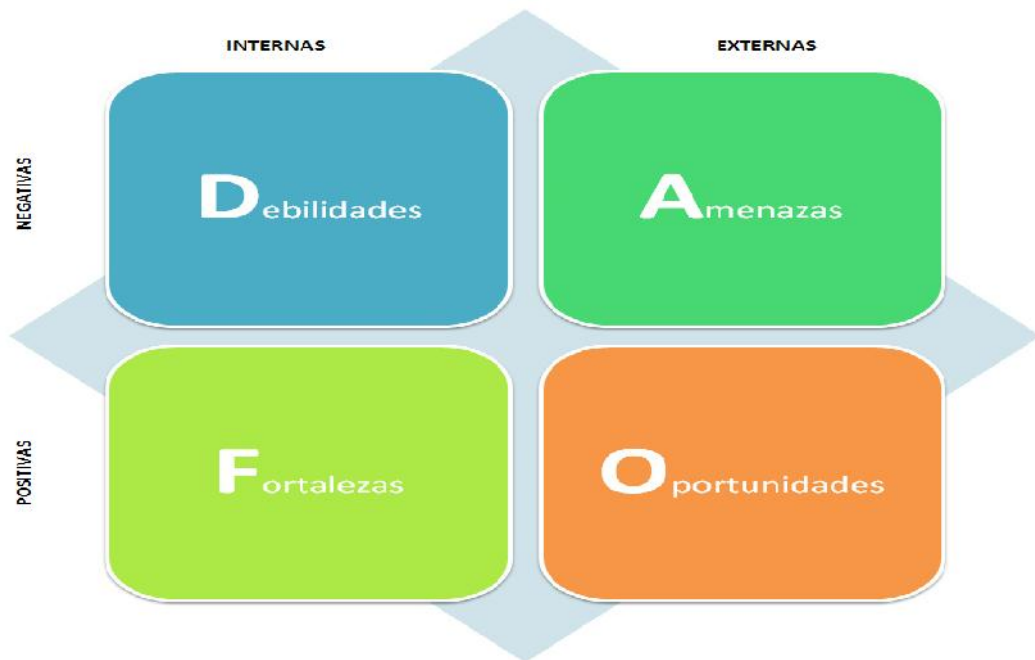 INTERNAS
EXTERNAS
NEGATIVAS
Debilidades
Amenazas
POSITIVAS
Fortalezas
Oportunidades